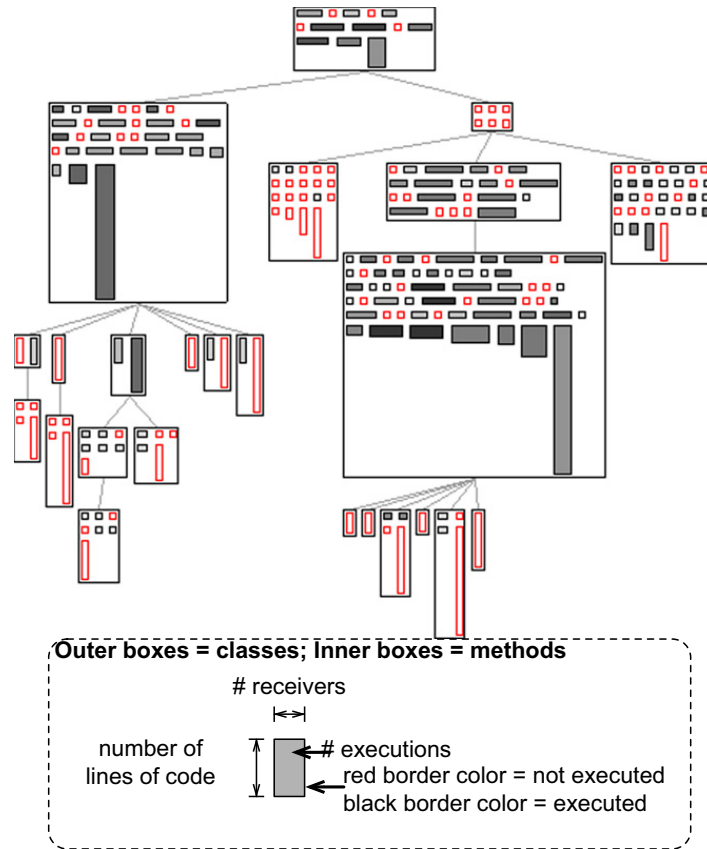 Outer boxes = classes; Inner boxes = methods
# receivers
number of
lines of code
# executions
red border color = not executed
black border color = executed